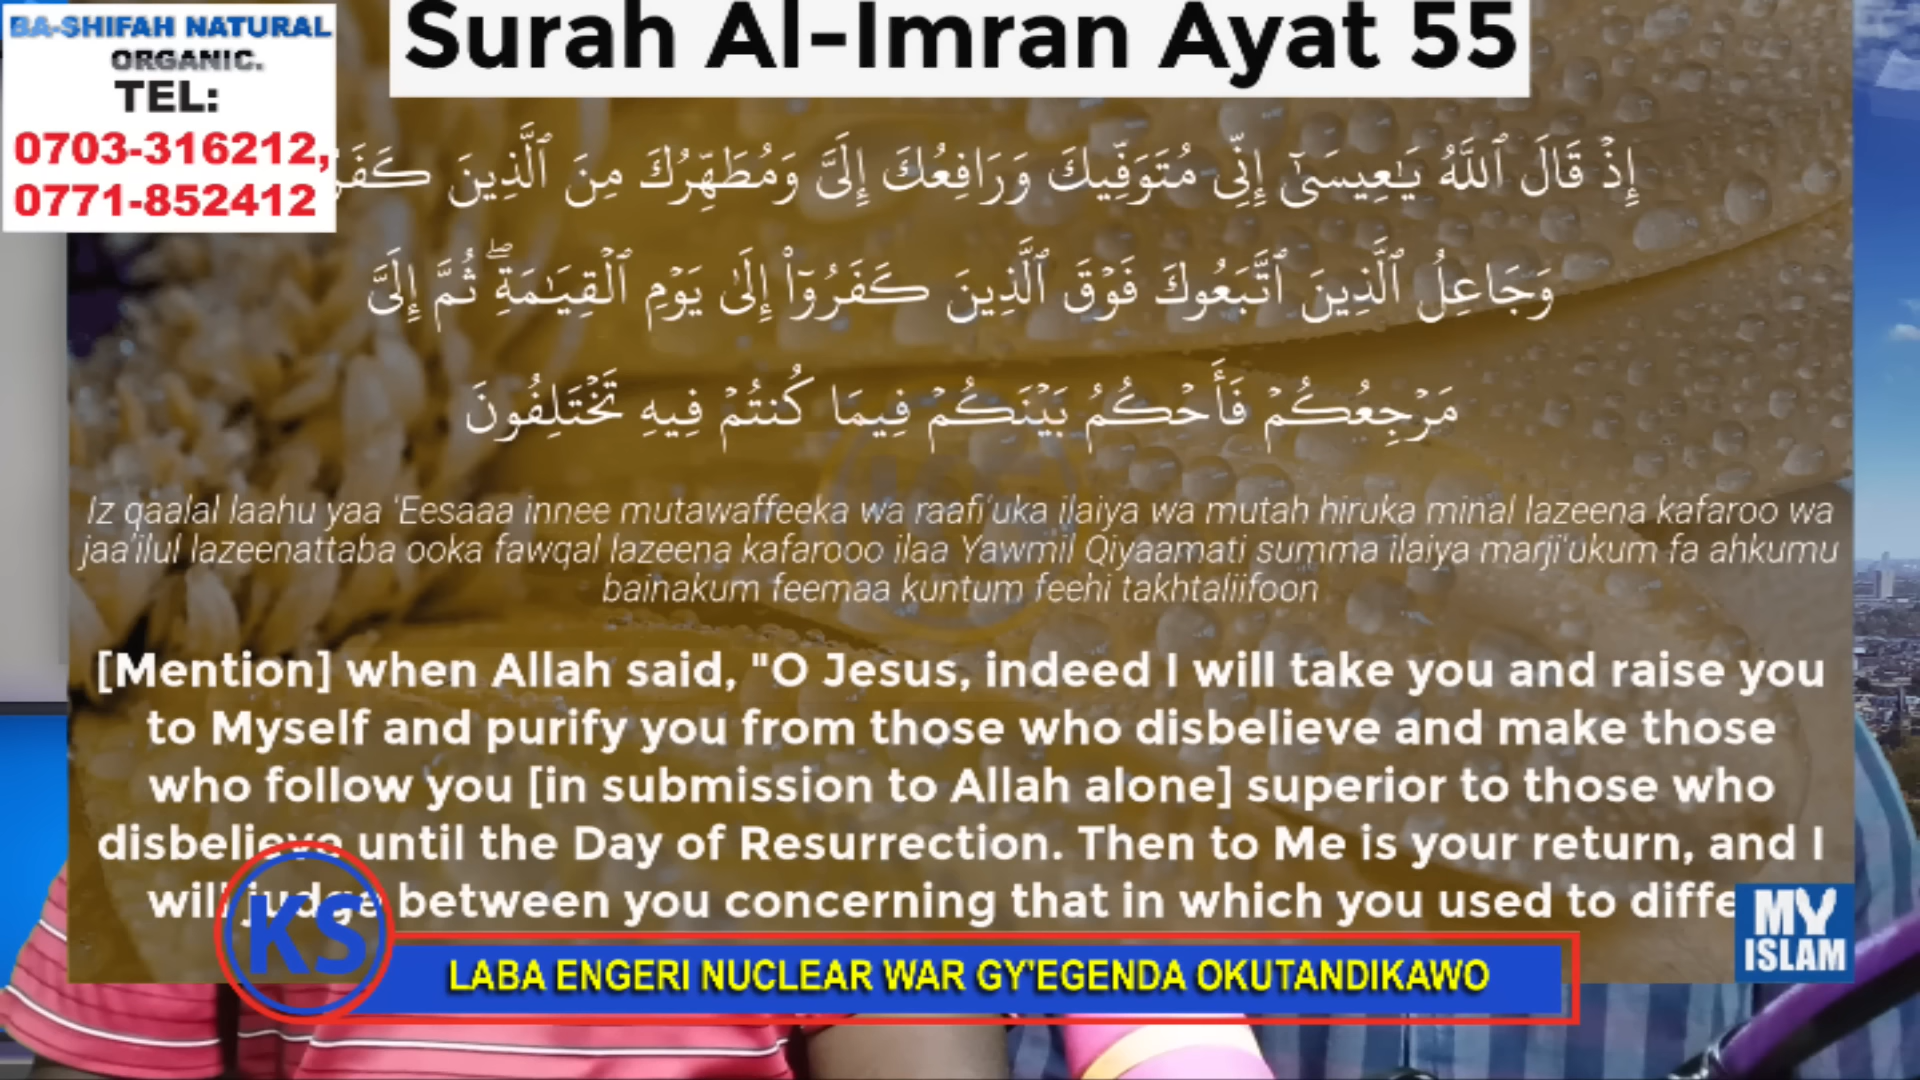 BA-SHIFAH NATURAL
ORGANIC.
TEL:
0703-316212,
0771-852412
Surah Al-Imran Ayat 55
إِذْ قَالَ ٱللَّهُ يَـٰعِيسَىٰٓ إِنِّى مُتَوَفِّيكَ وَرَافِعُكَ إِلَىَّ وَمُطَهِّرُكَ مِنَ ٱلَّذِينَ
وَجَاعِلُ ٱلَّذِينَ ٱتَّبَعُوكَ فَوْقَ ٱلَّذِينَ كَفَرُوٓا۟ إِلَىٰ يَوْمِ ٱلْقِيَـٰمَةِ ۖ ثُمَّ إِلَىَّ
مَرْجِعُكُمْ فَأَحْكُمُ بَيْنَكُمْ فِيمَا كُنتُمْ فِيهِ تَخْتَلِفُونَ
Iz qaalal laahu yaa 'Eesaaa innee mutawaffeeka wa raafi'uka ilaiya wa mutah hiruka minal lazeena kafaroo wa
jaa'ilul lazeenattaba ooka fawqal lazeena kafarooo ilaa Yawmil Qiyaamati summa ilaiya marji'ukum fa ahkumu
bainakum feemaa kuntum feehi takhtaliifoon
[Mention] when Allah said, "O Jesus, indeed I will take you and raise you
to Myself and purify you from those who disbelieve and make those
who follow you [in submission to Allah alone] superior to those who
disbelieve until the Day of Resurrection. Then to Me is your return, and I
will judge between you concerning that in which you used to diffe
MY
ISLAM
KS
LABA ENGERI NUCLEAR WAR GY'EGENDA OKUTANDIKAWO